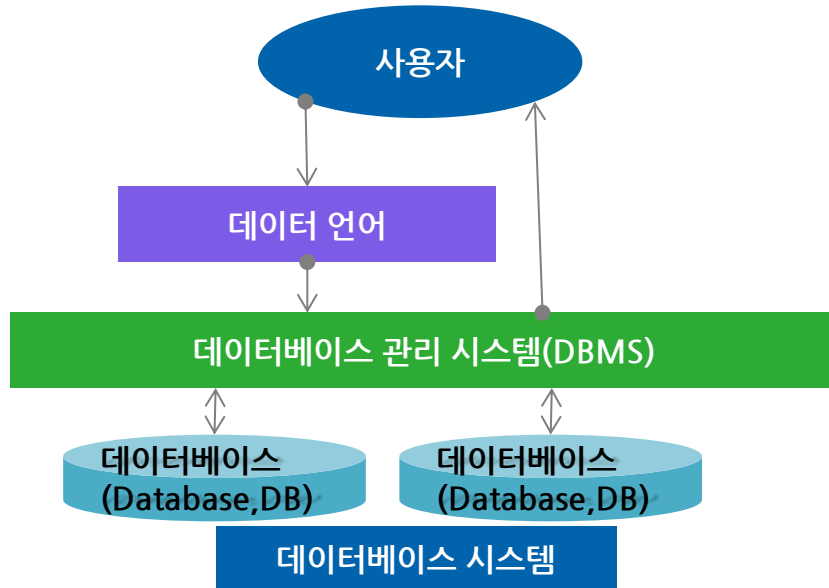 사용자
데이터 언어
데이터베이스 관리 시스템(DBMS)
데이터베이스
(Database,DB)
데이터베이스
(Database,DB)
데이터베이스 시스템